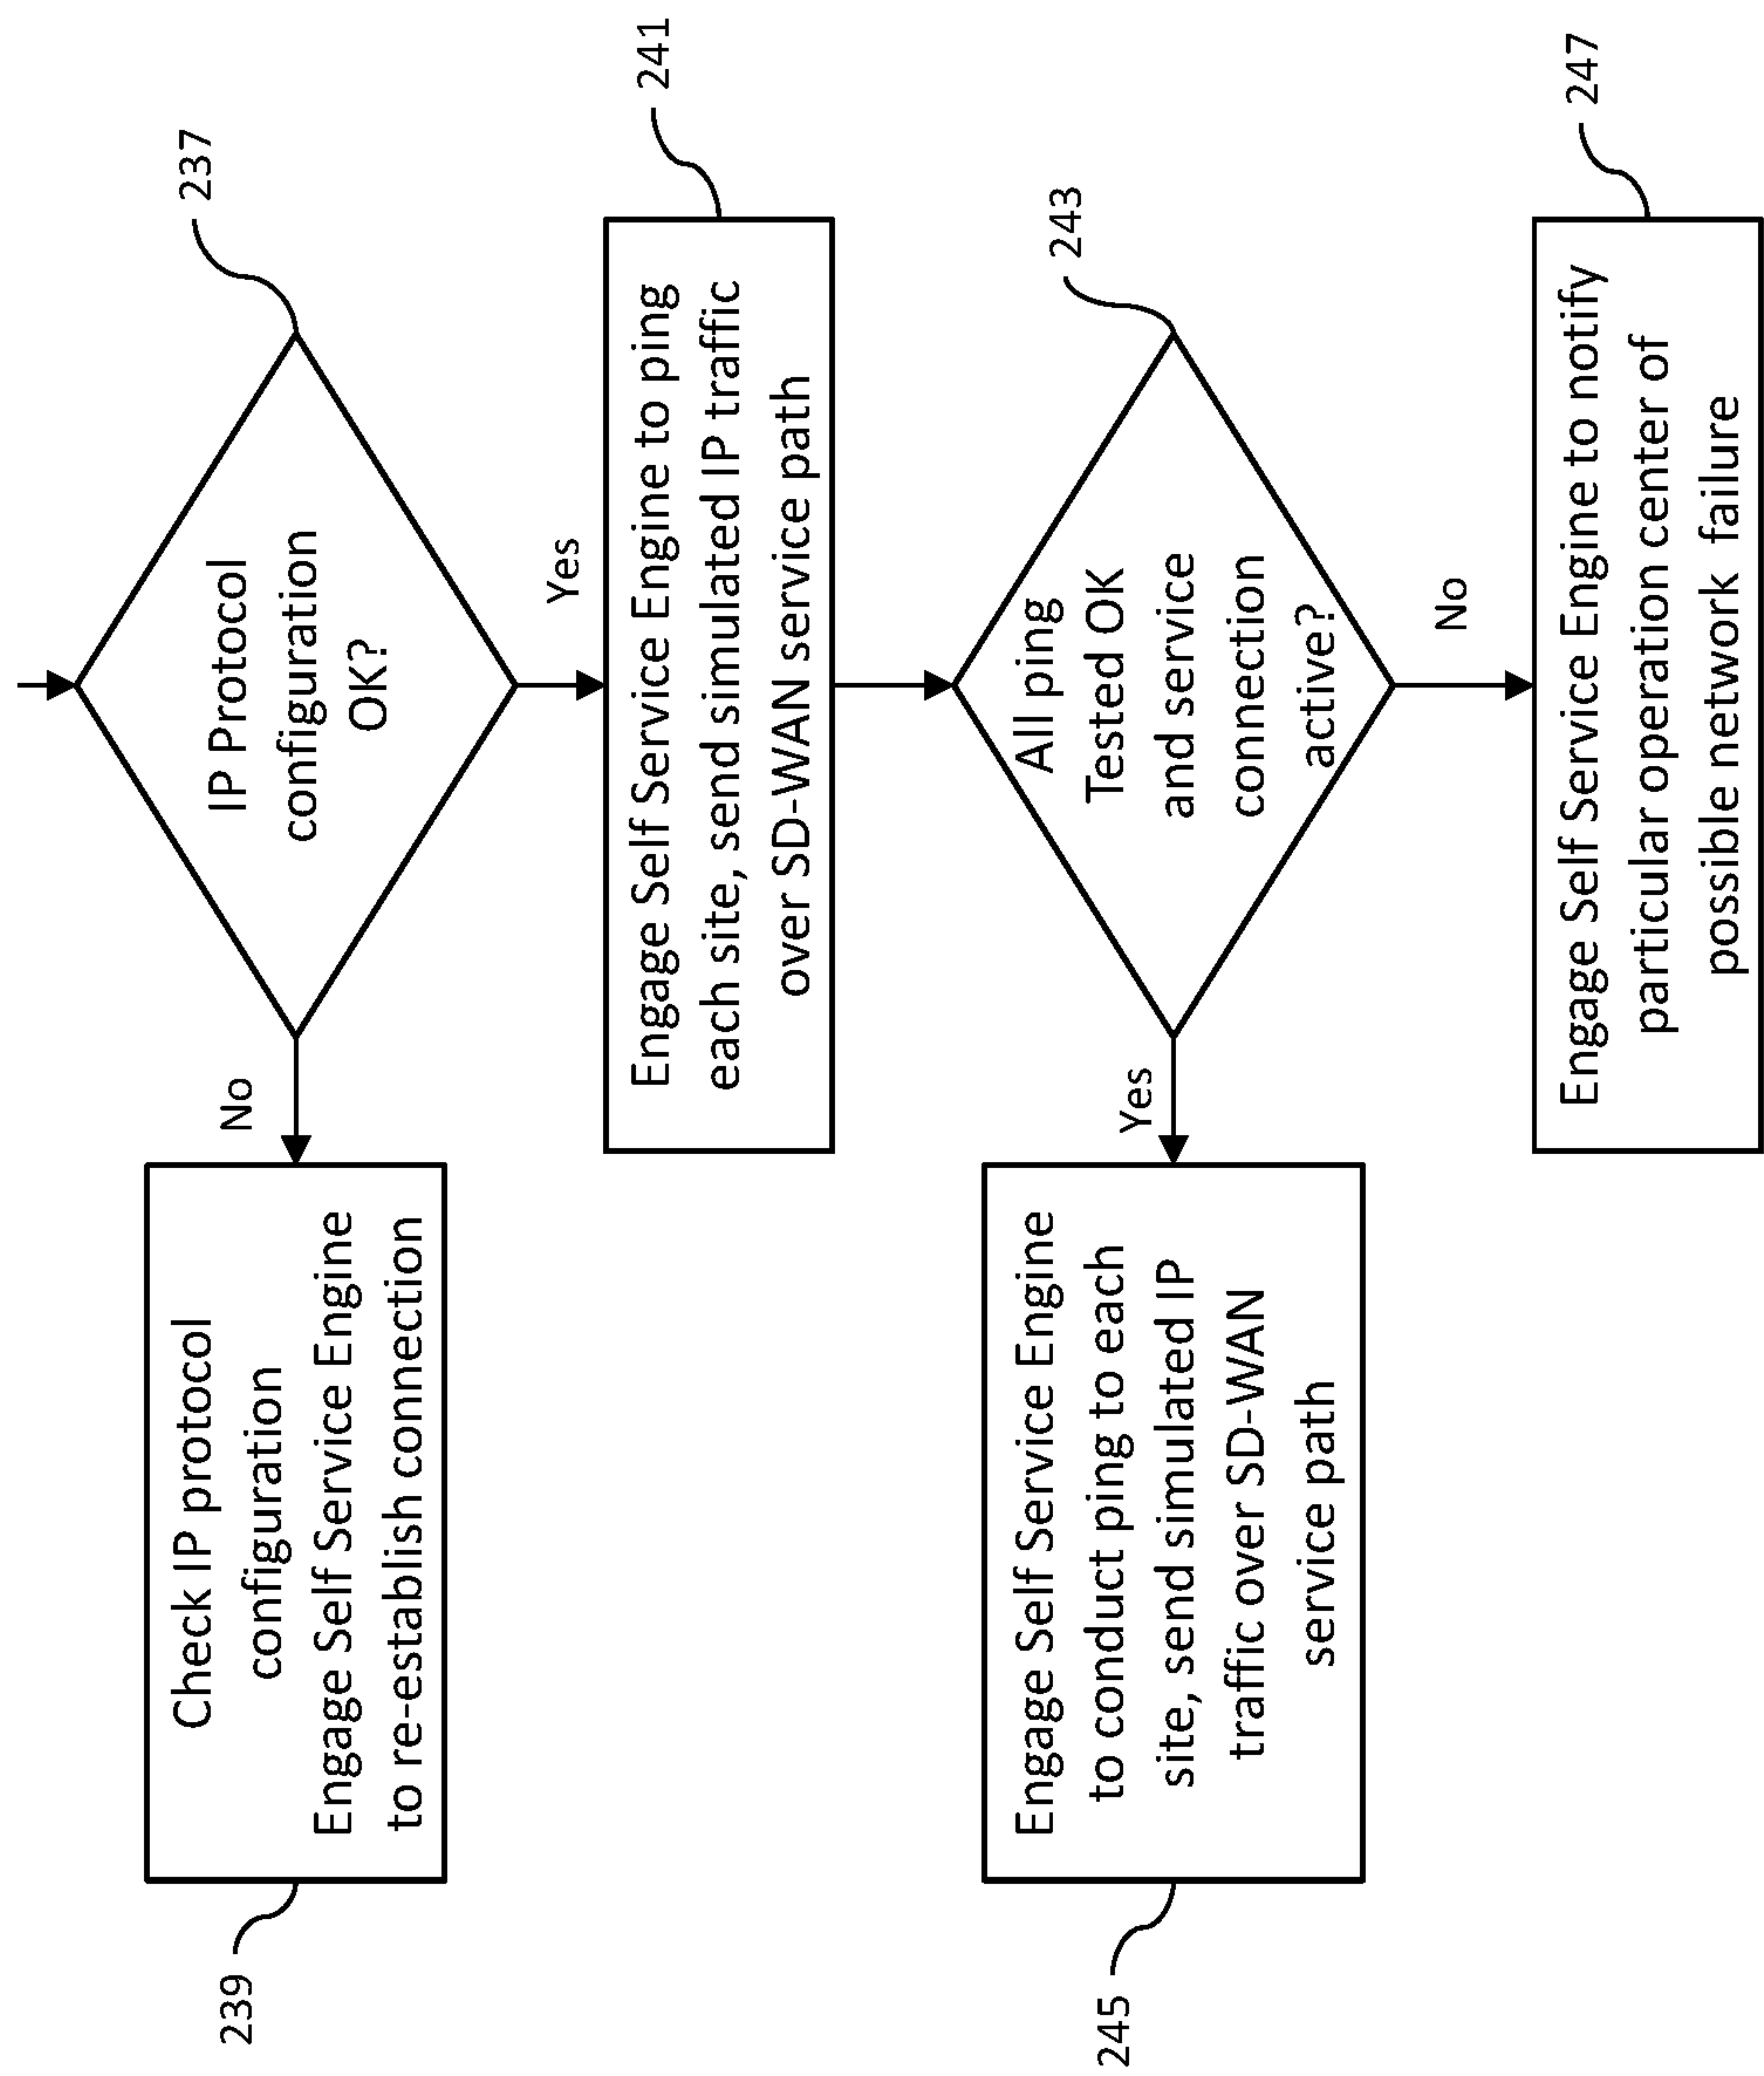 237
IP Protocol
configuration
OK?
No
Yes
239
Check IP protocol
configuration
Engage Self Service Engine
to re-establish connection
241
Engage Self Service Engine to ping
each site, send simulated IP traffic
over SD-WAN service path
243
All ping
Tested OK
and service
connection
active?
Yes
No
245
Engage Self Service Engine
to conduct ping to each
site, send simulated IP
traffic over SD-WAN
service path
247
Engage Self Service Engine to notify
particular operation center of
possible network failure